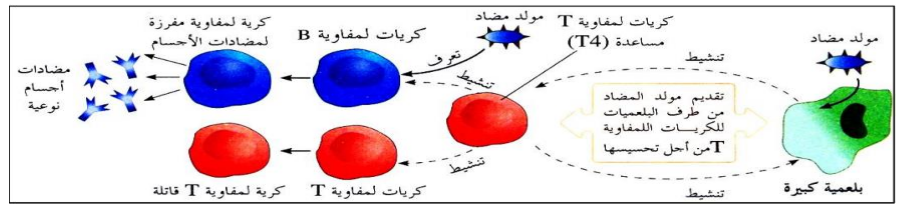 كريات لمفاوية T
مساعدة (T4)
مولد مضاد
كريات لمفاوية B
كرية لمفاوية مفرزة
لمضادات الأجسام
مولد مضاد
تنشيط
تعرف
تنشيط
مضادات
أجسام
نوعية
تقديم مولد المضاد
من طرف البلعميات
للكريات اللمفاوية
T من أجل تحسيسها
تنشيط
تنشيط
بلعمية كبيرة
كريات لمفاوية T
كرية لمفاوية T قاتلة